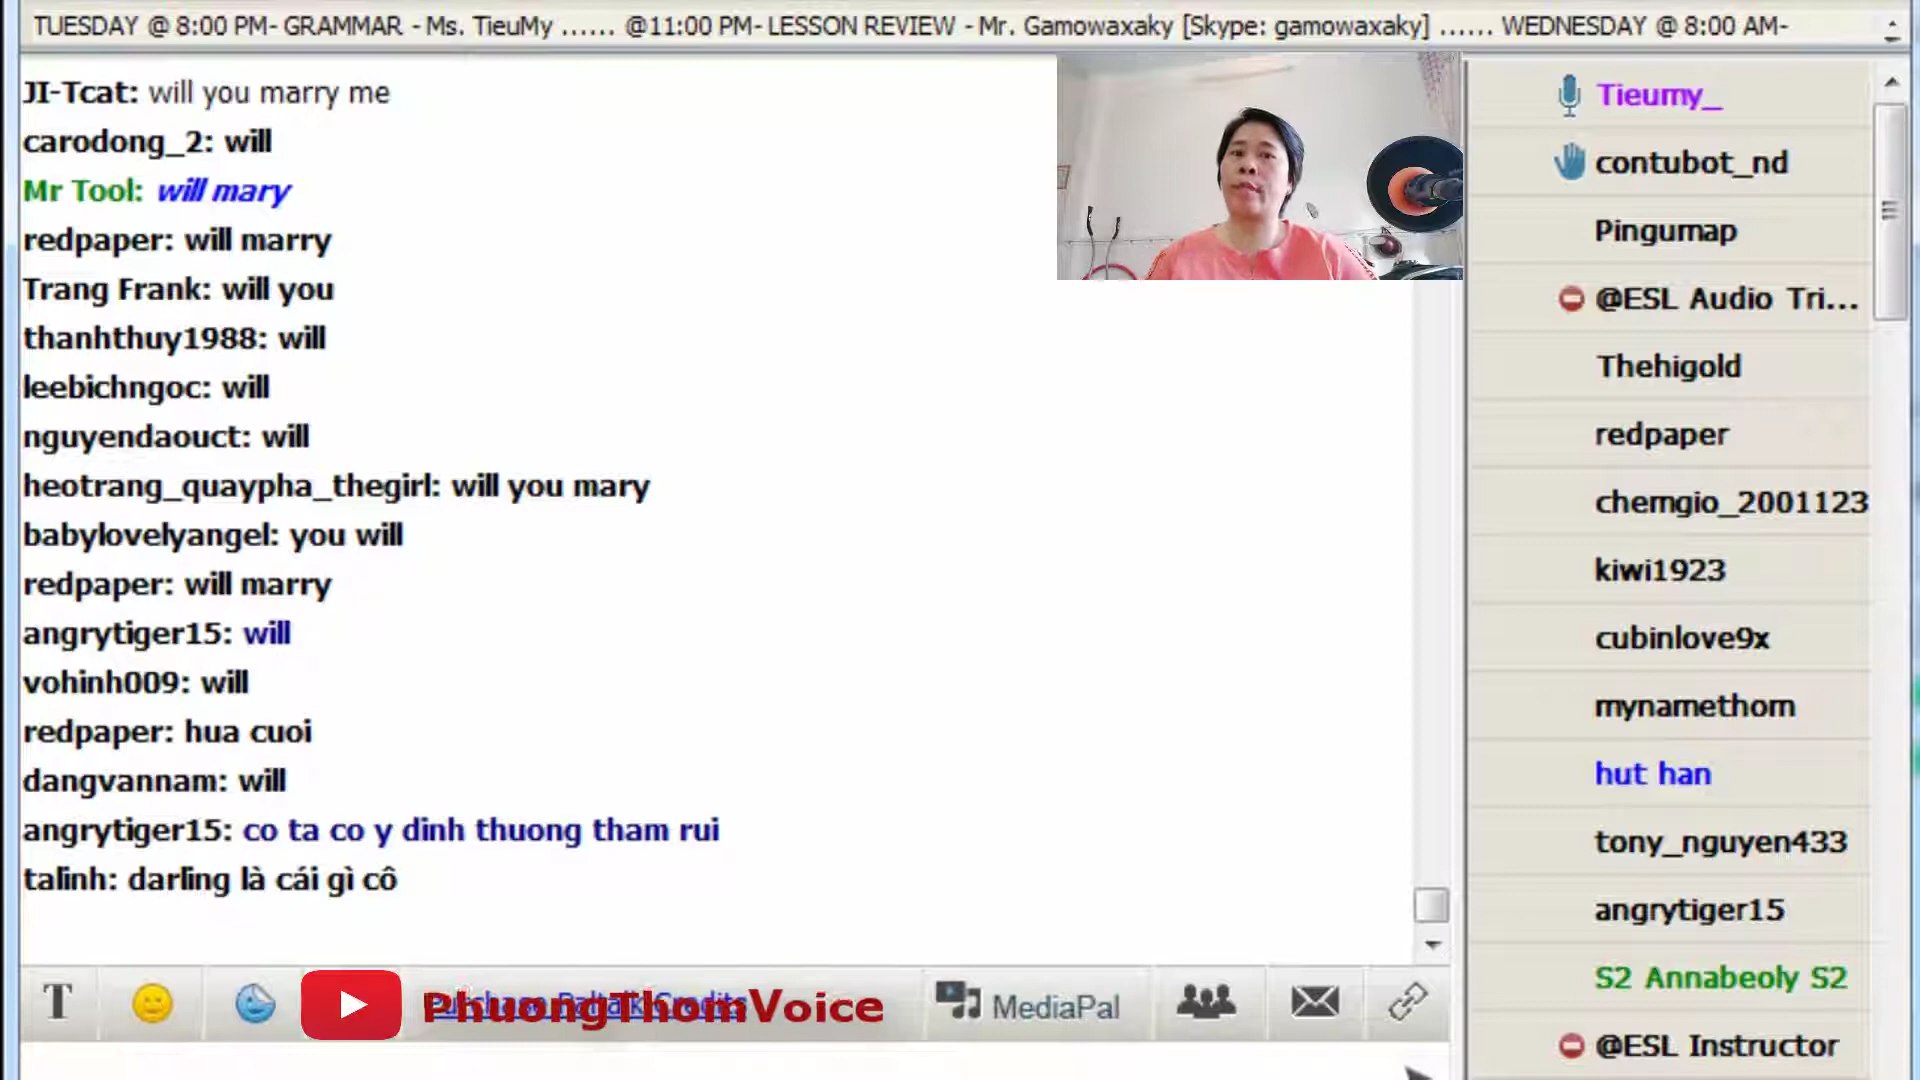 TUESDAY @ 8:00 PM- GRAMMAR - Ms. TieuMy ...... @11:00 PM- LESSON REVIEW - Mr. Gamowaxaky [Skype: gamowaxaky] ...... WEDNESDAY @ 8:00 AM-
JI-Tcat: will you marry me
carodong_2: will
Mr Tool: will mary
redpaper: will marry
Trang Frank: will you
thanhthuy1988: will
leebichngoc: will
nguyendaouct: will
heotrang_quaypha_thegirl: will you mary
babylovelyangel: you will
redpaper: will marry
angrytiger15: will
vohinh009: will
redpaper: hua cuoi
dangvannam: will
angrytiger15: co ta co y dinh thuong tham rui
talinh: darling là cái gì cô
Tieumy_
contubot_nd
Pingumap
@ESL Audio Tri...
Thehigold
redpaper
chemgio_2001123
kiwi1923
cubinlove9x
mynamethom
hut han
tony_nguyen433
angrytiger15
S2 Annabeoly S2
@ESL Instructor
T
Purchase Paltalk Credits
PhuongThomVoice
MediaPal